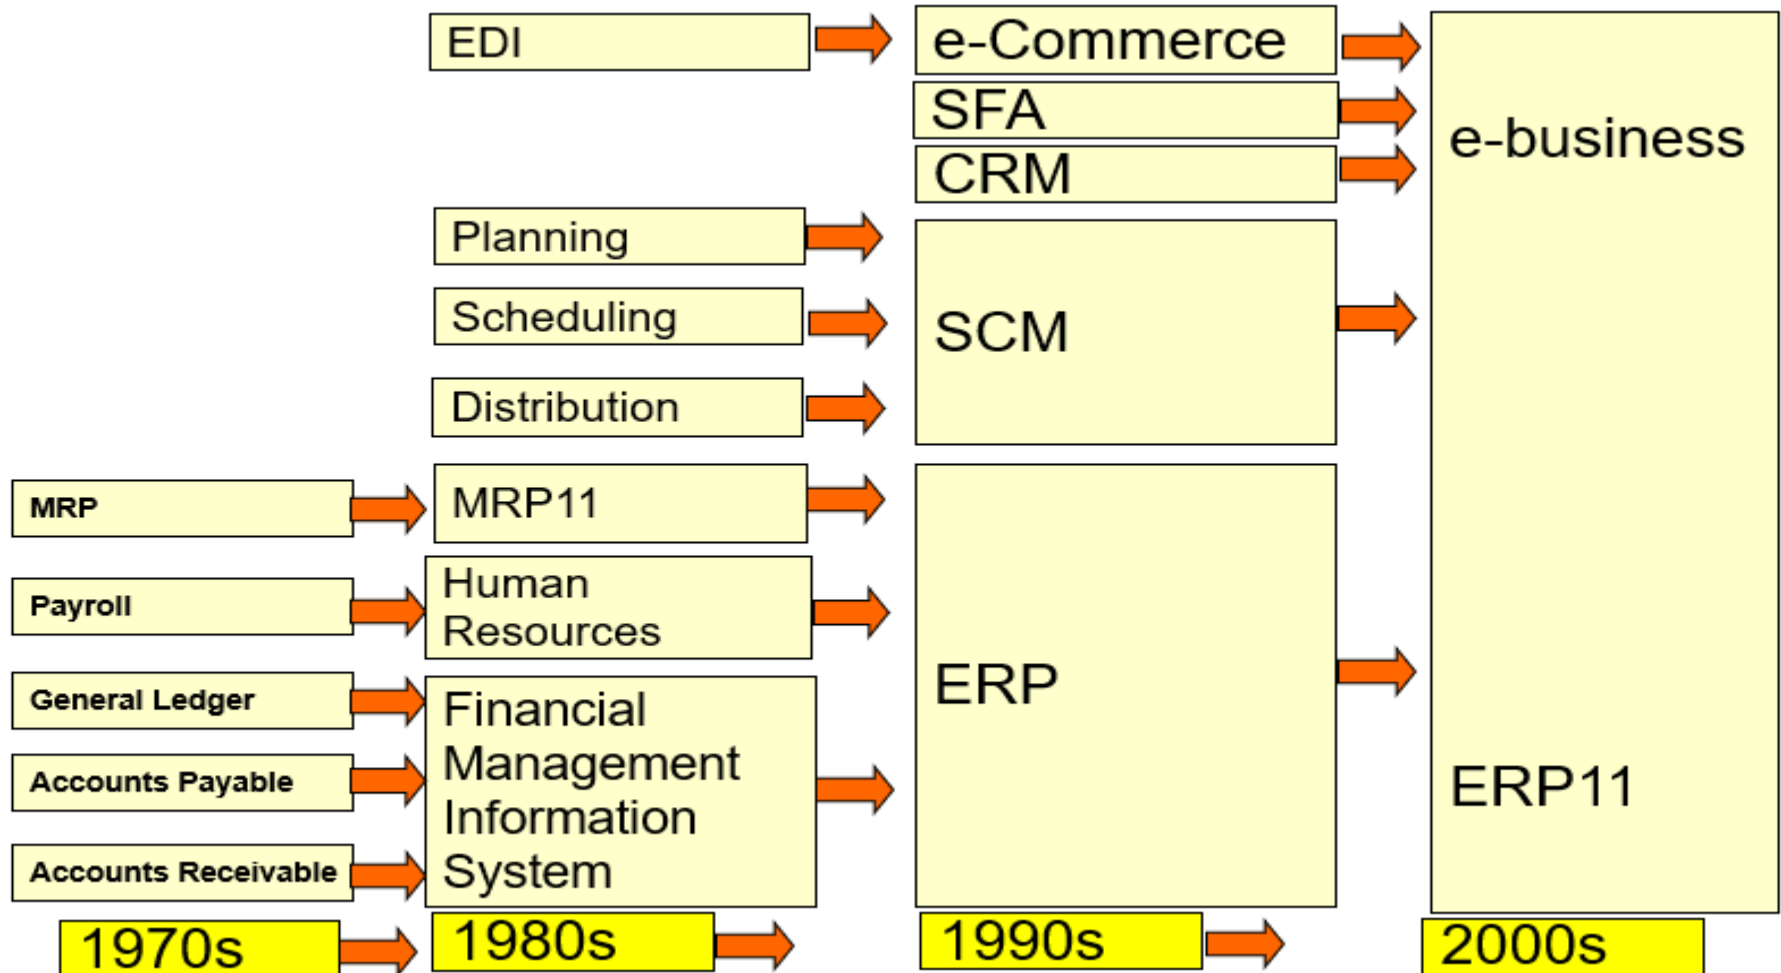 EDI
e-Commerce
SFA
CRM
e-business
Planning
Scheduling
Distribution
SCM
MRP
MRP11
Payroll
Human
Resources
General Ledger
Accounts Payable
Accounts Receivable
Financial
Management
Information
System
ERP
ERP11
1970s
1980s
1990s
2000s